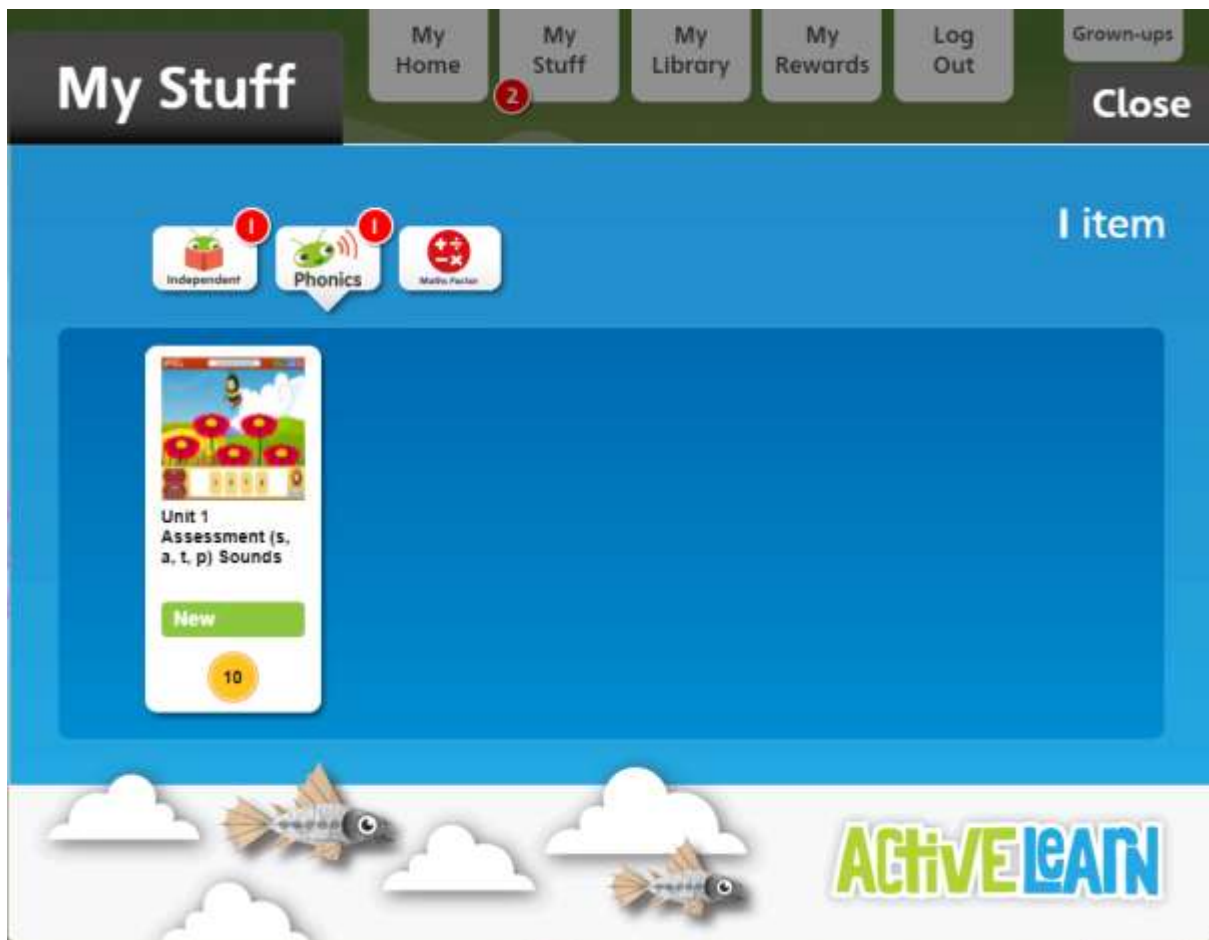 My Stuff
My Home
My Stuff
2
My Library
My Rewards
Log Out
Grown-ups
Close
1 item
Independent
1
Phonics
1
Maths Factor
Unit 1
Assessment (s,
a, t, p) Sounds
New
10
ACTIVE LEARN